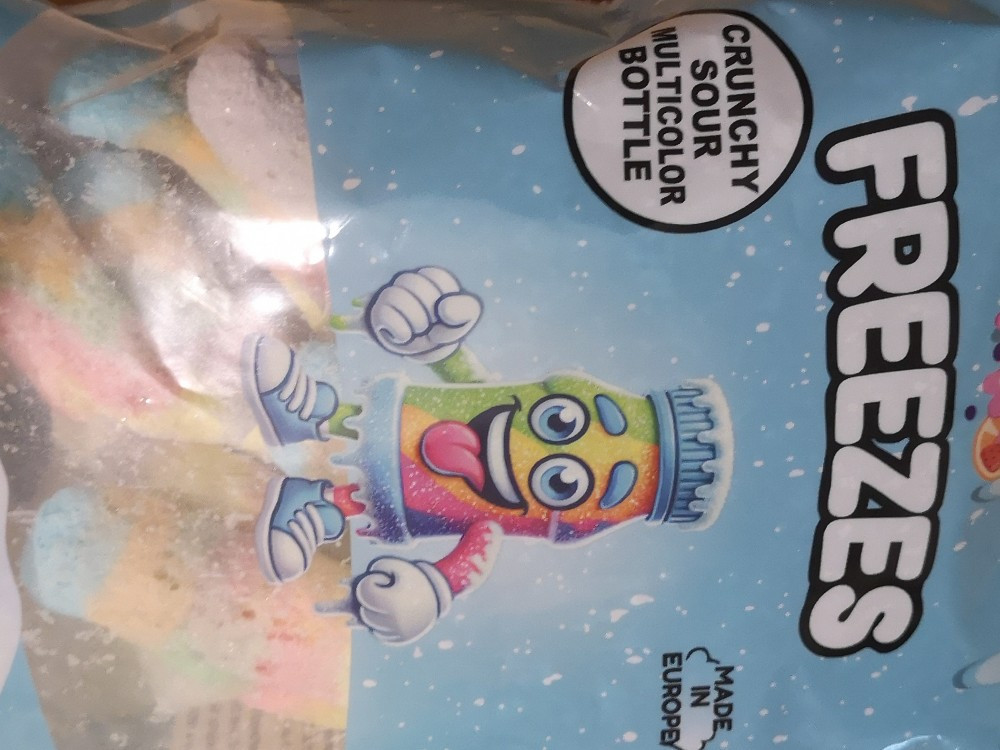 FREEZES
CRUNCHY
SOUR
MULTICOLOR
BOTTLE
MADE
IN
EUROPE